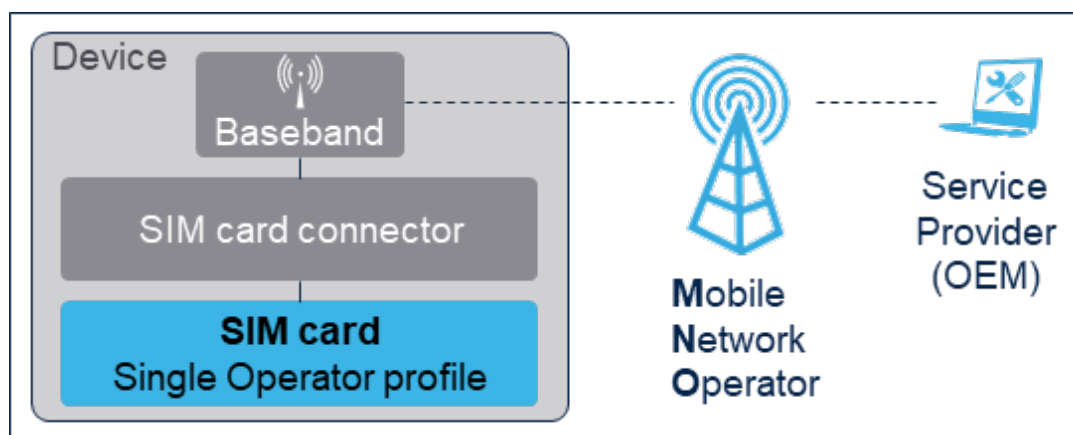 Device
Baseband
SIM card connector
SIM card
Single Operator profile
Mobile
Network
Operator
Service
Provider
(OEM)